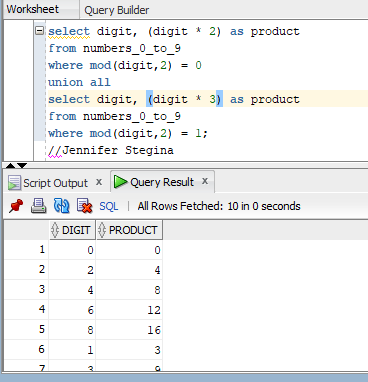 Worksheet Query Builder
select digit, (digit * 2) as product
from numbers_0_to_9
where mod(digit,2) = 0
union all
select digit, (digit * 3) as product
from numbers_0_to_9
where mod(digit,2) = 1;
//Jennifer Stegina
Script Output x Query Result x
SQL | All Rows Fetched: 10 in 0 seconds
DIGIT PRODUCT
1 0 0
2 2 4
3 4 8
4 6 12
5 8 16
6 1 3
7 3 9